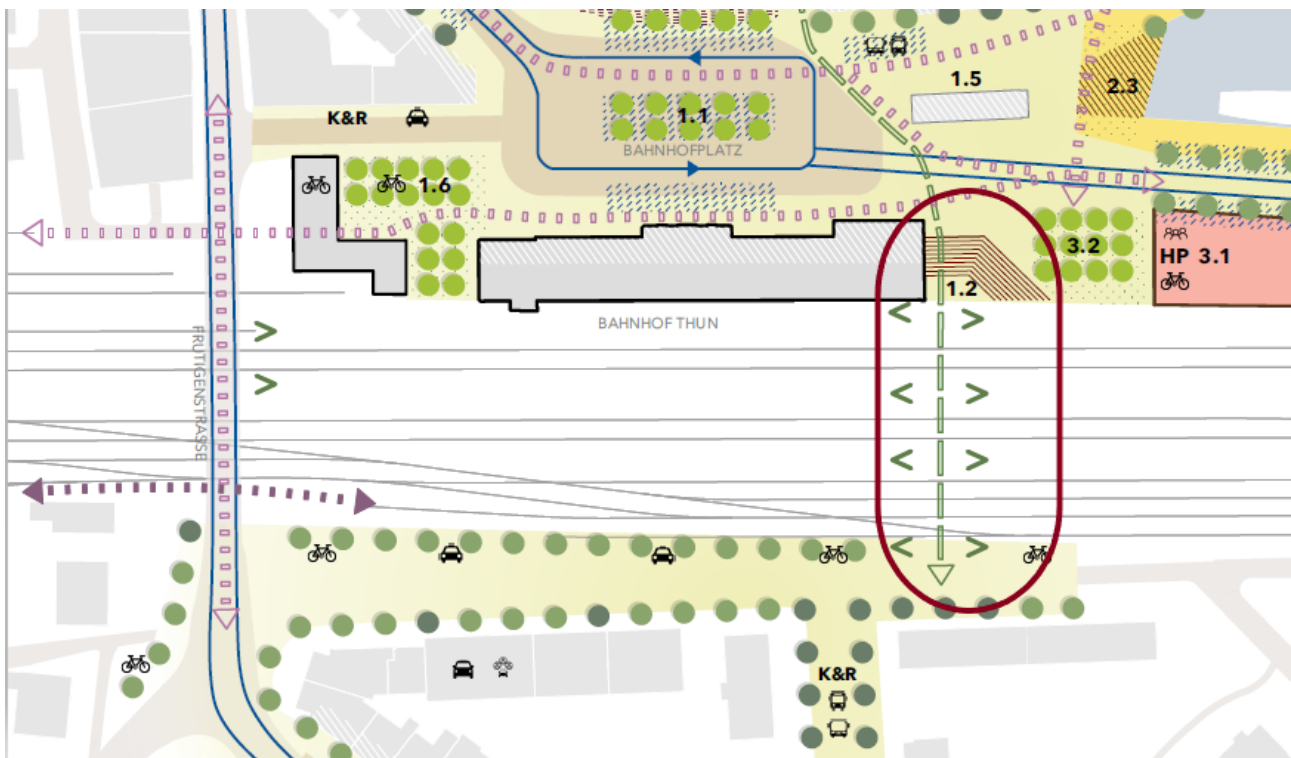 1.5
2.3
K&R
1.1
BAHNHOFPLATZ
1.6
3.2
HP 3.1
1.2
BAHNHOF THUN
FRUTIGENSTRASSE
K&R